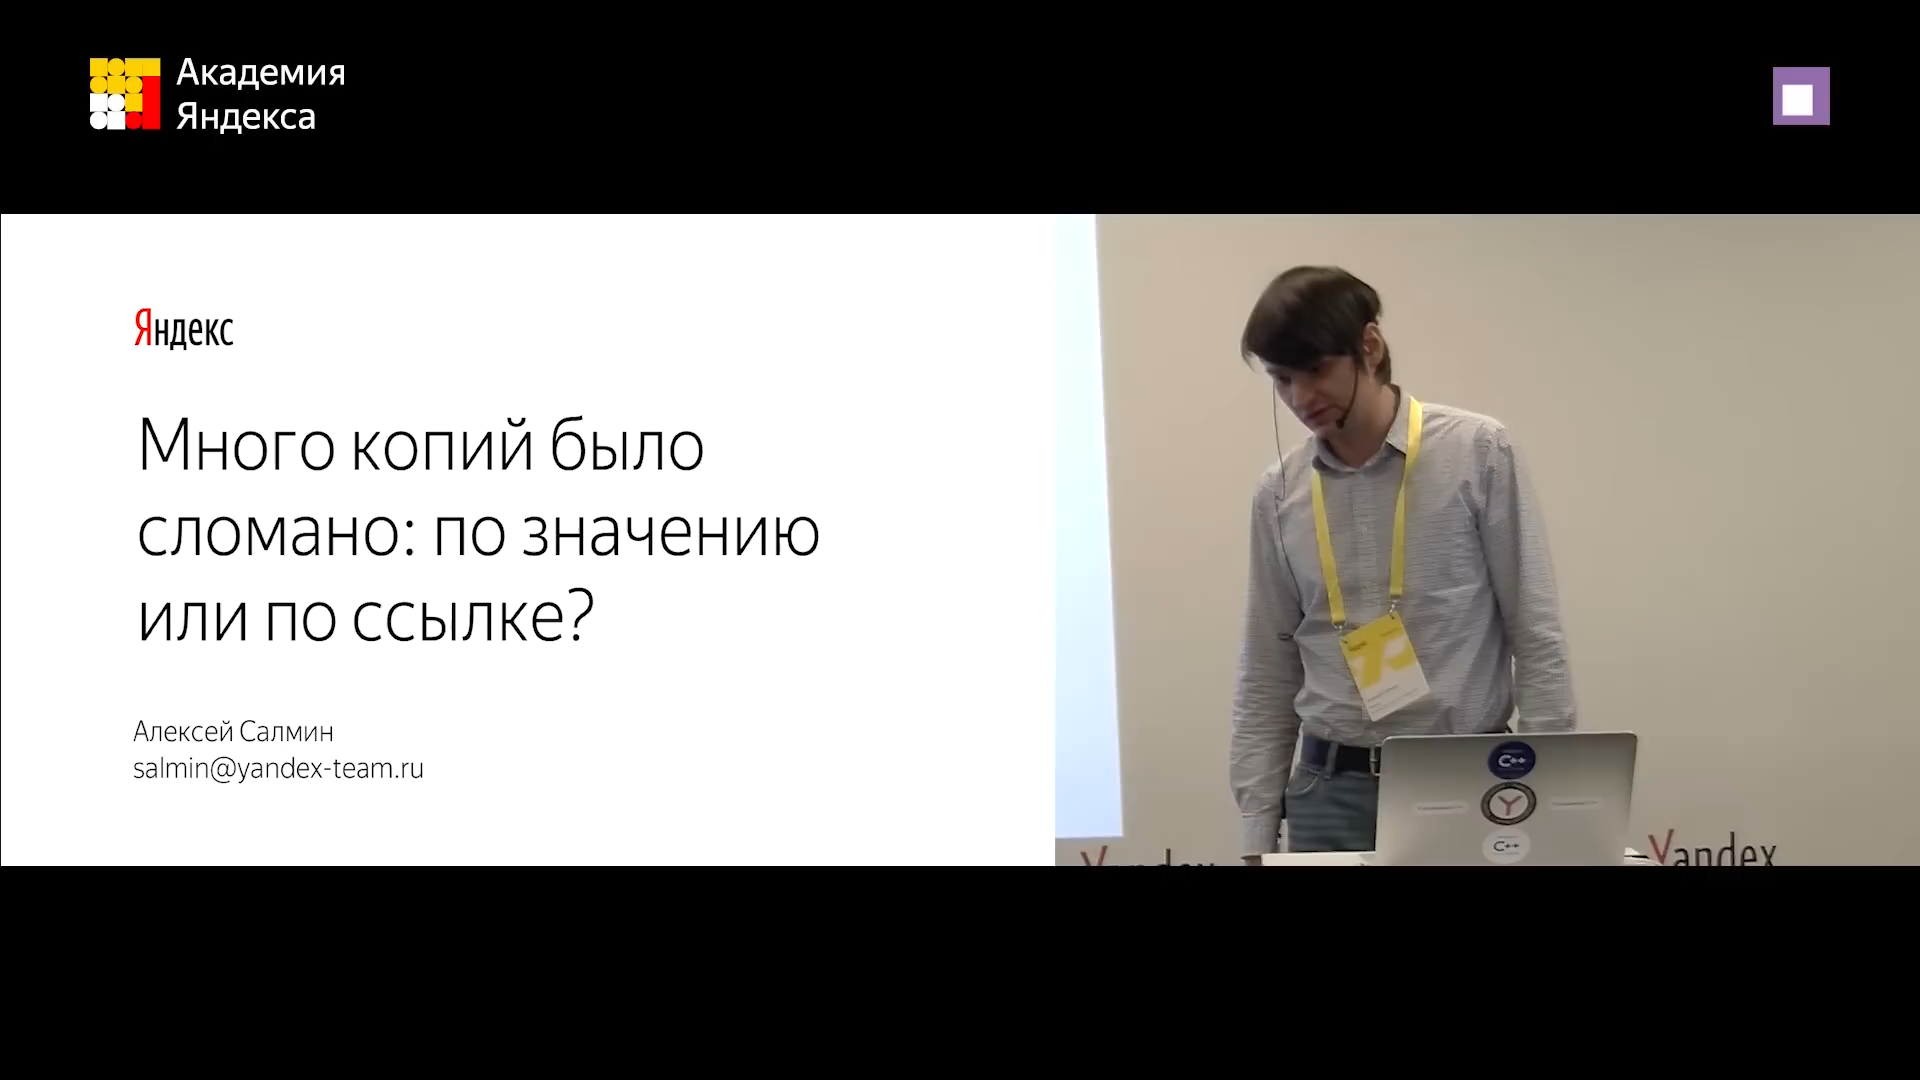 Академия
Яндекса
Яндекс
Много копий было
сломано: по значению
или по ссылке?
Алексей Салмин
salmin@yandex-team.ru
C++
Y
C++
Yandex
Yandex